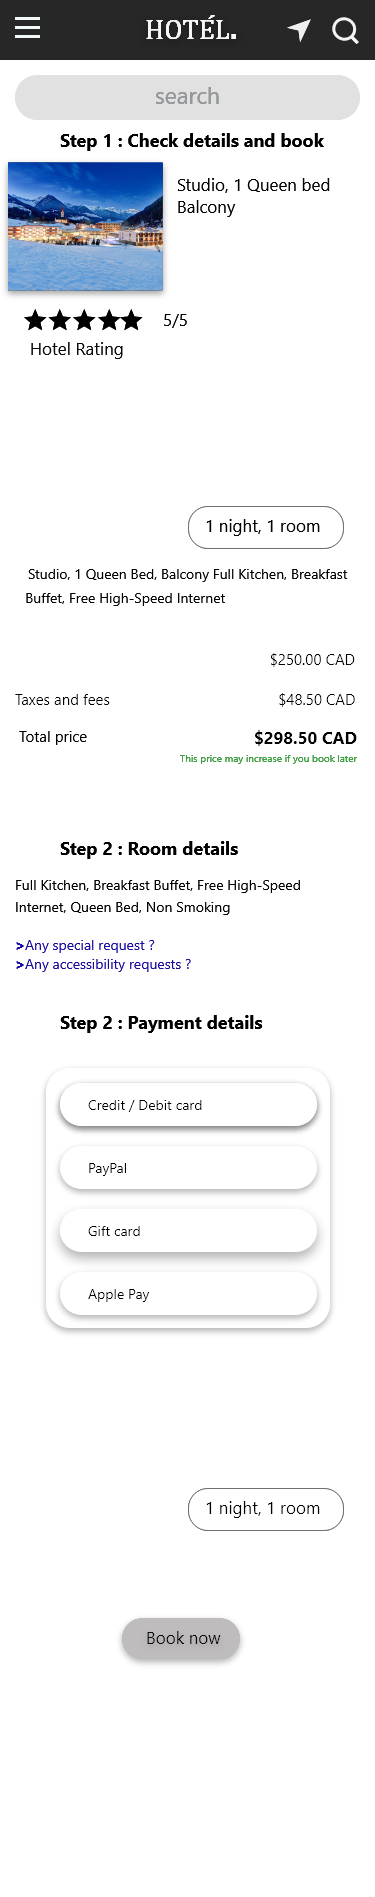 HOTÉL.
search
Step 1 : Check details and book
Studio, 1 Queen bed
Balcony
5/5
Hotel Rating
1 night, 1 room
Studio, 1 Queen Bed, Balcony Full Kitchen, Breakfast
Buffet, Free High-Speed Internet
$250.00 CAD
Taxes and fees $48.50 CAD
Total price $298.50 CAD
This price may increase if you book later
Step 2 : Room details
Full Kitchen, Breakfast Buffet, Free High-Speed
Internet, Queen Bed, Non Smoking
>Any special request ?
>Any accessibility requests ?
Step 2 : Payment details
Credit / Debit card
PayPal
Gift card
Apple Pay
1 night, 1 room
Book now